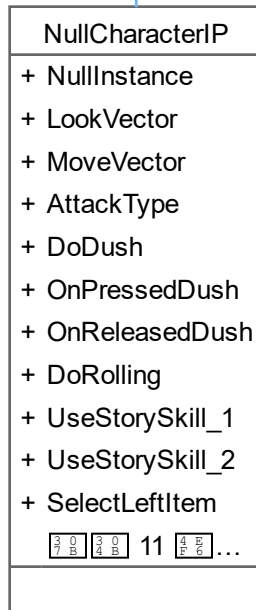 NullCharacterIP
+ NullInstance
+ LookVector
+ MoveVector
+ AttackType
+ DoDush
+ OnPressedDush
+ OnReleasedDush
+ DoRolling
+ UseStorySkill_1
+ UseStorySkill_2
+ SelectLeftItem
11 ...